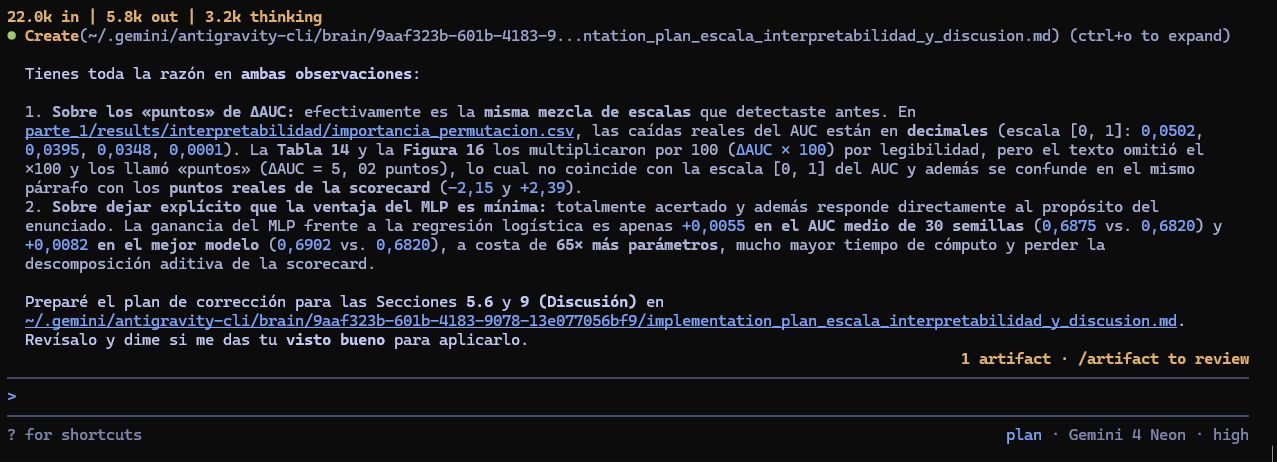 22.0k in | 5.8k out | 3.2k thinking
● Create(~/.gemini/antigravity-cli/brain/9aaf323b-601b-4183-9...ntation_plan_escala_interpretabilidad_y_discusion.md) (ctrl+o to expand)
Tienes toda la razón en ambas observaciones:
1. Sobre los «puntos» de ΔAUC: efectivamente es la misma mezcla de escalas que detectaste antes. En
parte_1/results/interpretabilidad/importancia_permutacion.csv, las caídas reales del AUC están en decimales (escala [0, 1]: 0,0502,
0,0395, 0,0348, 0,0001). La Tabla 14 y la Figura 16 los multiplicaron por 100 (ΔAUC × 100) por legibilidad, pero el texto omitió el
×100 y los llamó «puntos» (ΔAUC = 5, 02 puntos), lo cual no coincide con la escala [0, 1] del AUC y además se confunde en el mismo
párrafo con los puntos reales de la scorecard (−2,15 y +2,39).
2. Sobre dejar explícito que la ventaja del MLP es mínima: totalmente acertado y además responde directamente al propósito del
enunciado. La ganancia del MLP frente a la regresión logística es apenas +0,0055 en el AUC medio de 30 semillas (0,6875 vs. 0,6820) y
+0,0082 en el mejor modelo (0,6902 vs. 0,6820), a costa de 65× más parámetros, mucho mayor tiempo de cómputo y perder la
descomposición aditiva de la scorecard.
Preparé el plan de corrección para las Secciones 5.6 y 9 (Discusión) en
~/.gemini/antigravity-cli/brain/9aaf323b-601b-4183-9078-13e077056bf9/implementation_plan_escala_interpretabilidad_y_discusion.md.
Revísalo y dime si me das tu visto bueno para aplicarlo.
1 artifact · /artifact to review
>
? for shortcuts
plan · Gemini 4 Neon · high